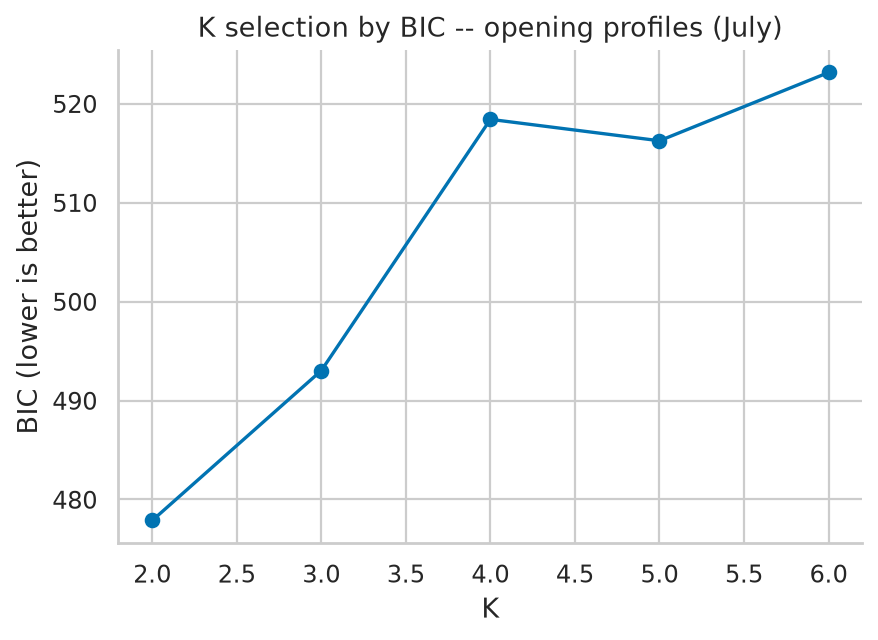 K selection by BIC -- opening profiles (July)
BIC (lower is better)
520
510
500
490
480
2.0 2.5 3.0 3.5 4.0 4.5 5.0 5.5 6.0
K